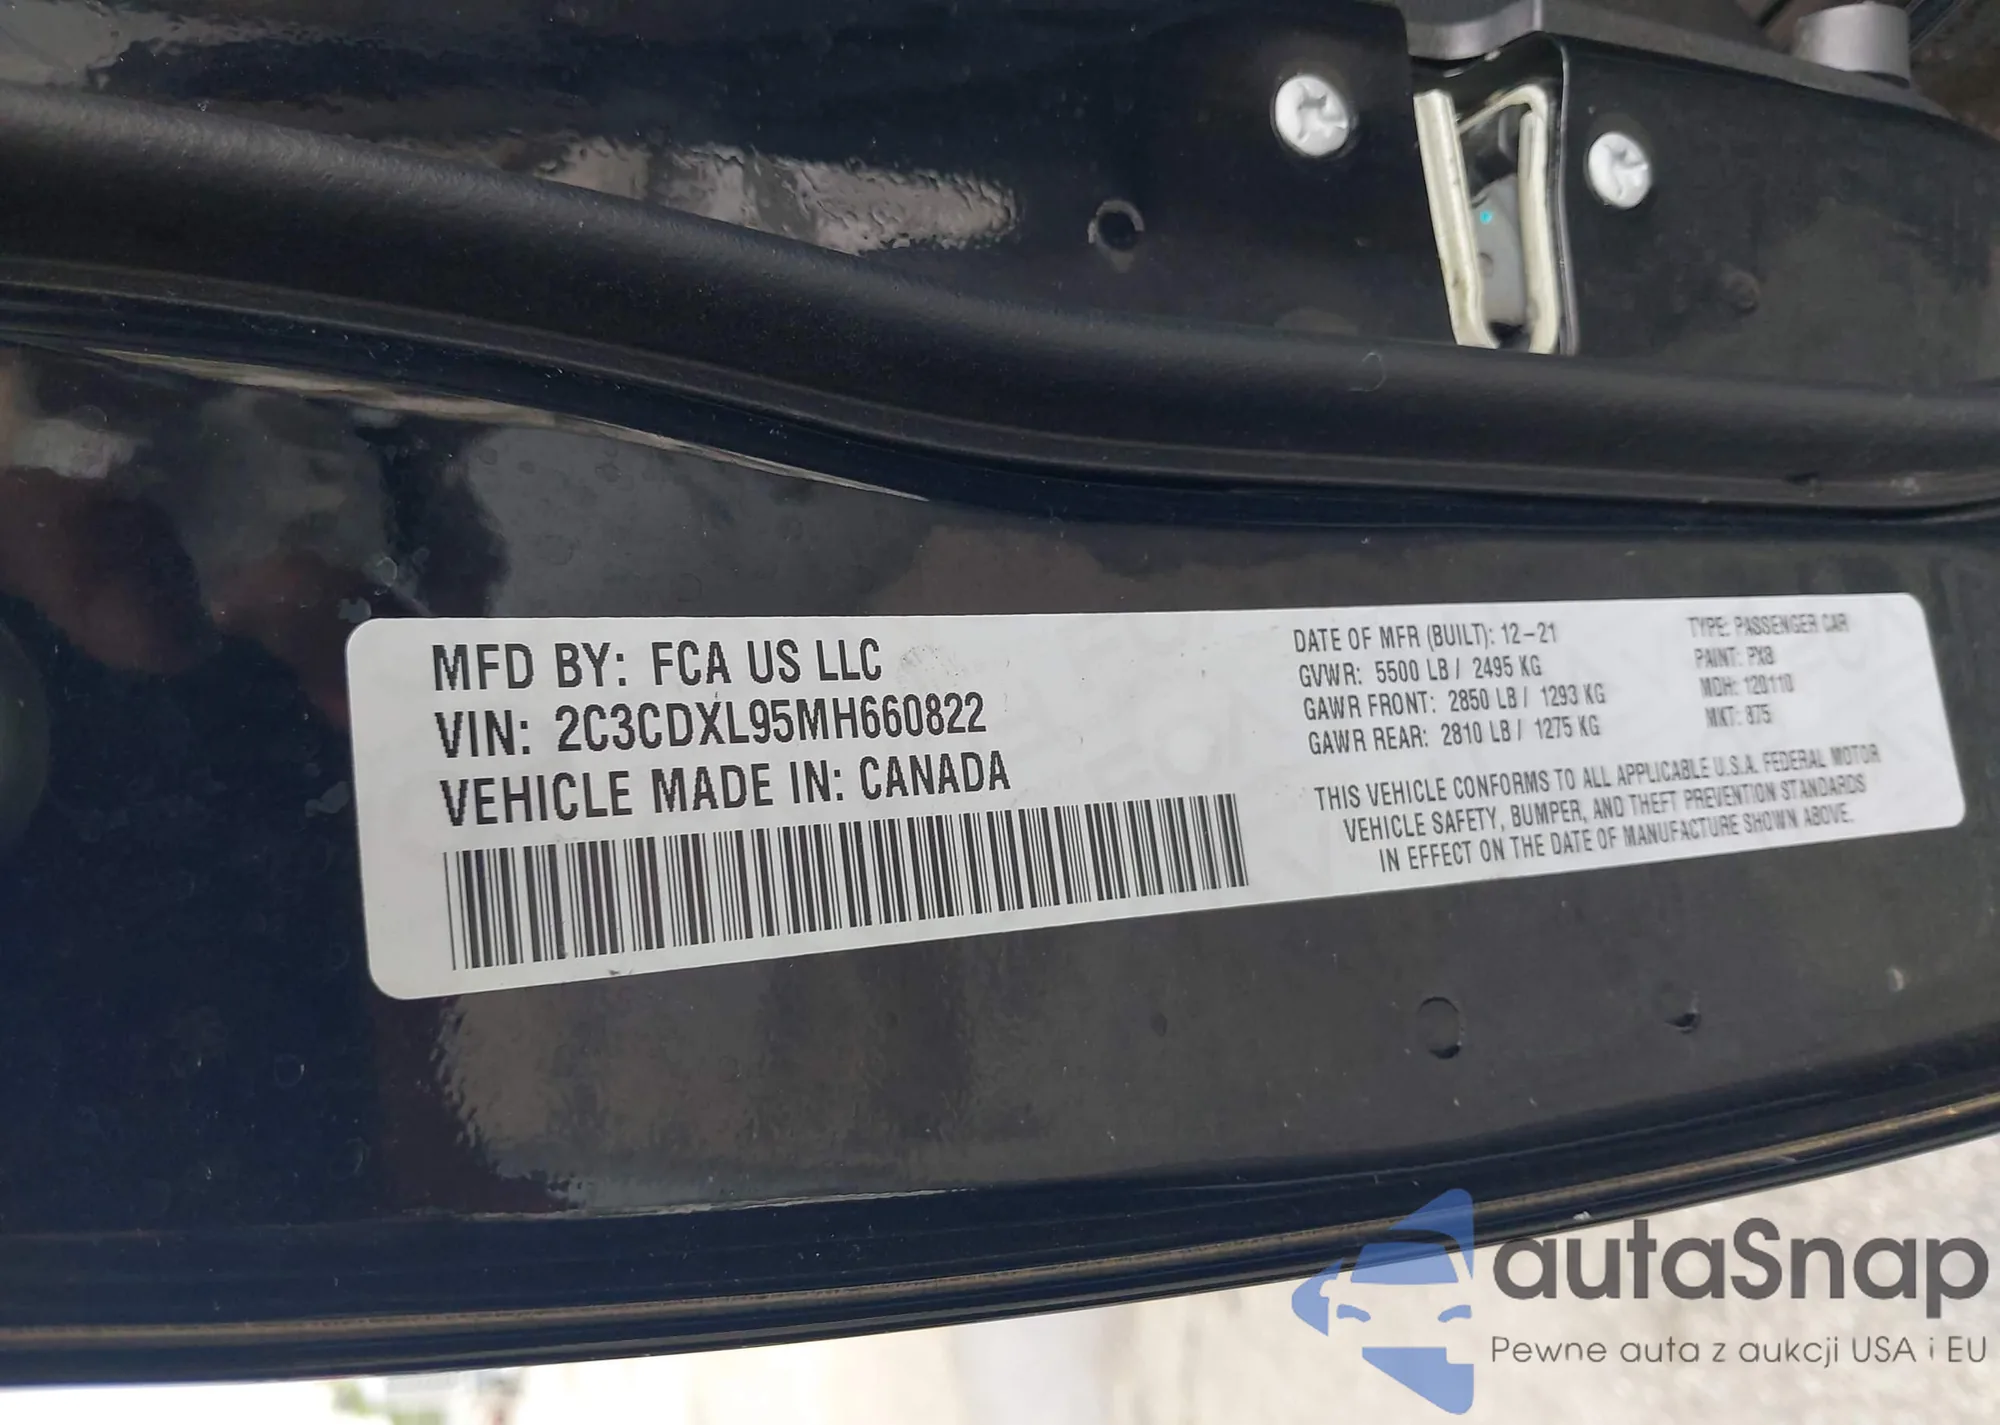 MFD BY: FCA US LLC
VIN: 2C3CDXL95MH660822
VEHICLE MADE IN: CANADA
DATE OF MFR (BUILT): 12-21
GVWR: 5500 LB / 2495 KG
GAWR FRONT: 2850 LB / 1293 KG
GAWR REAR: 2810 LB / 1275 KG
TYPE: PASSENGER CAR
PAINT: PX8
MDH: 120110
MKT: 875
THIS VEHICLE CONFORMS TO ALL APPLICABLE U.S.A. FEDERAL MOTOR
VEHICLE SAFETY, BUMPER, AND THEFT PREVENTION STANDARDS
IN EFFECT ON THE DATE OF MANUFACTURE SHOWN ABOVE.
autaSnap
Pewne auta z aukcji USA i EU